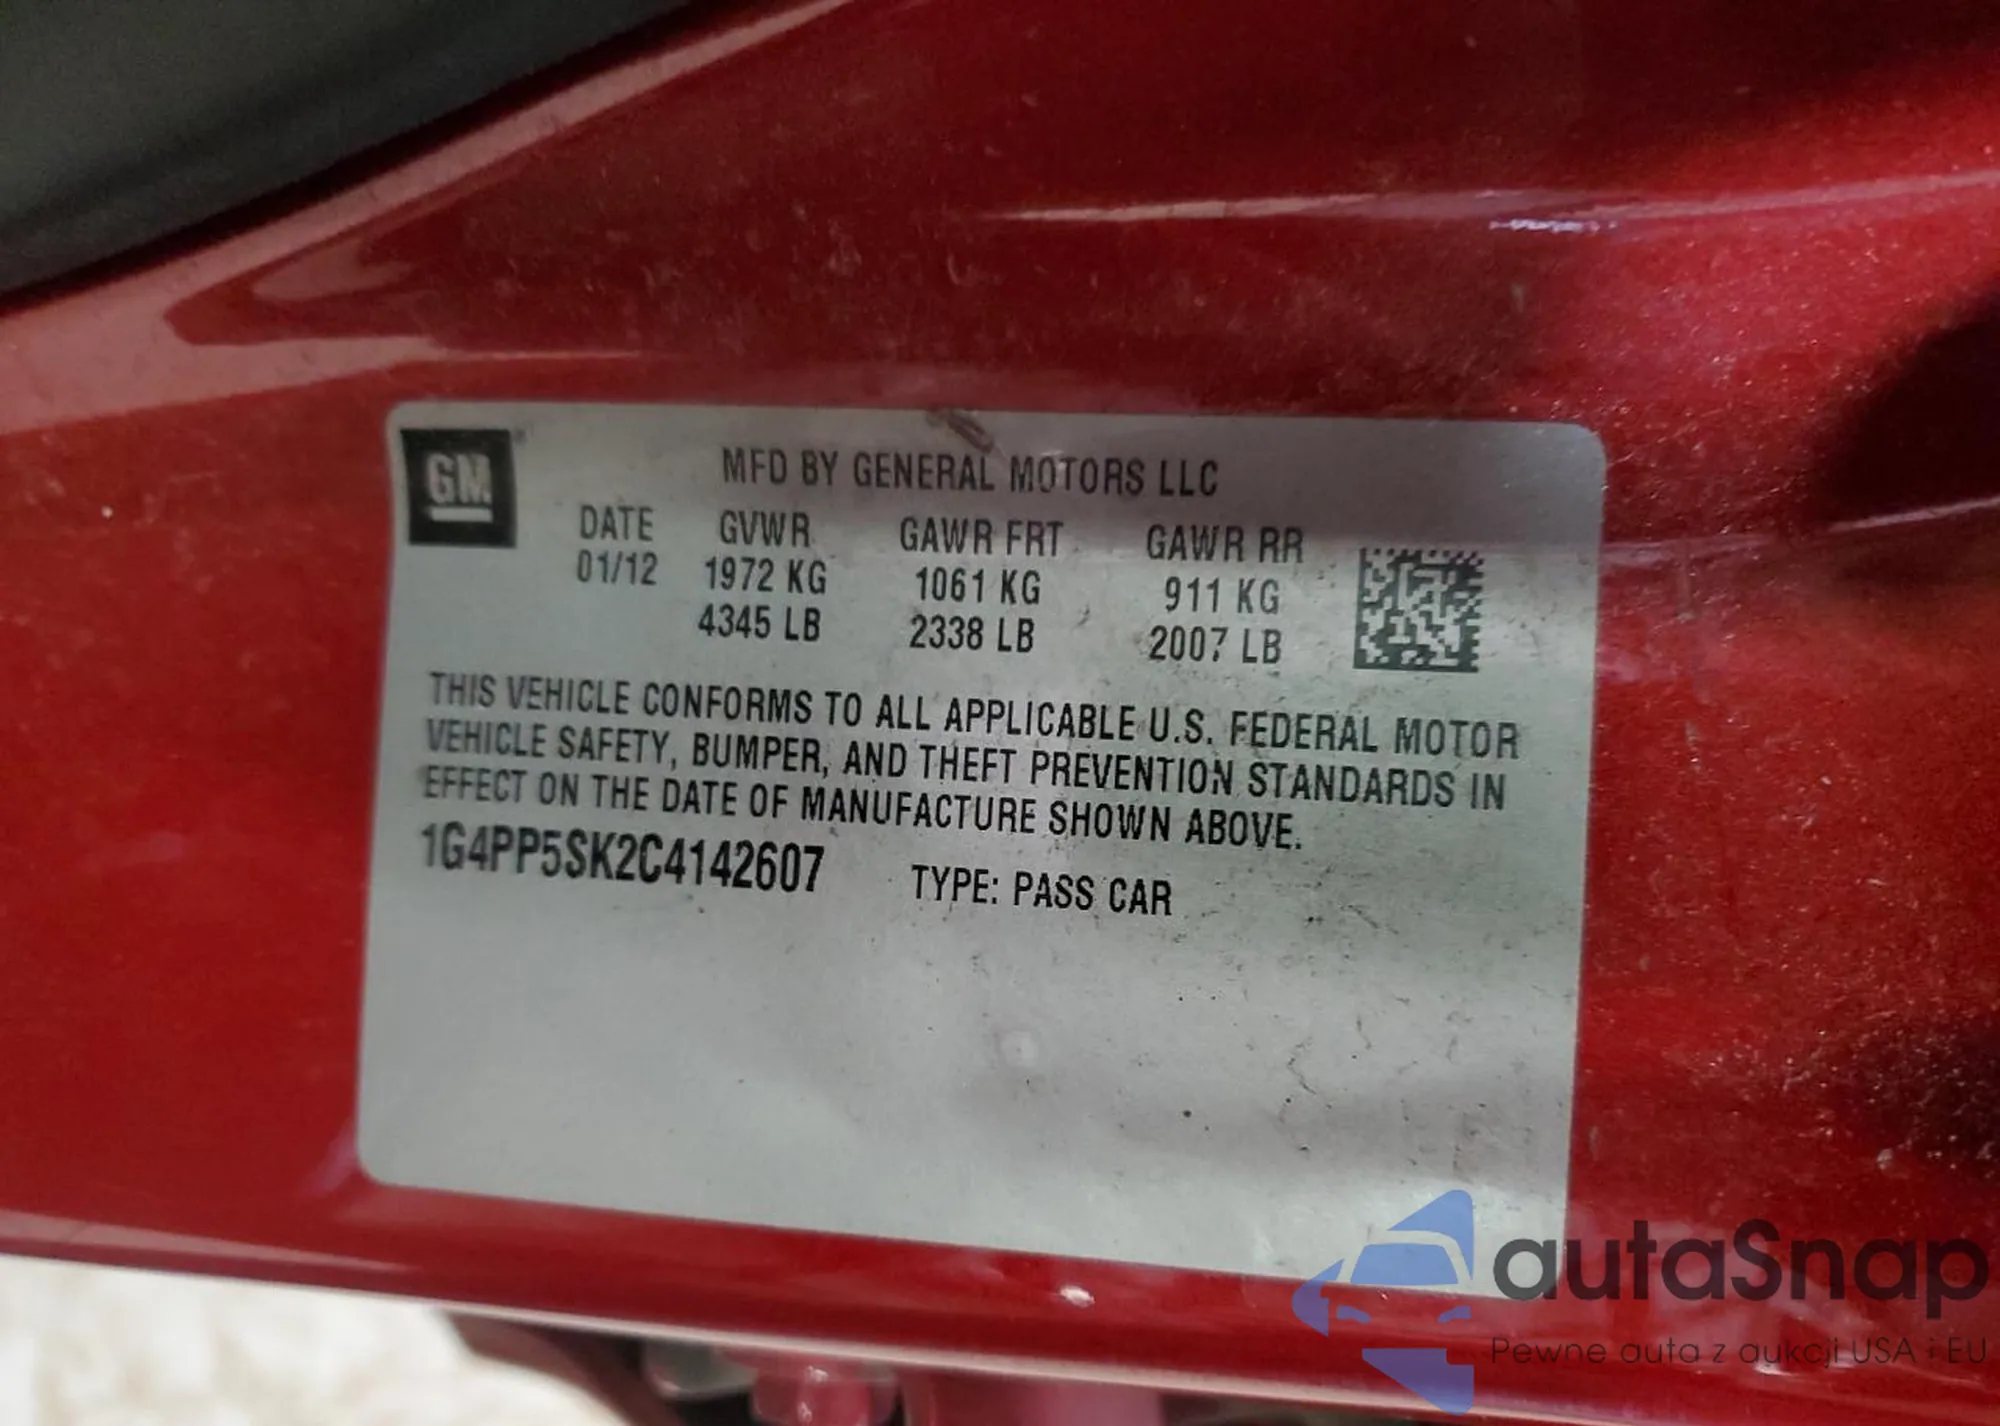 GM
MFD BY GENERAL MOTORS LLC
DATE GVWR GAWR FRT GAWR RR
01/12 1972 KG 1061 KG 911 KG
4345 LB 2338 LB 2007 LB
THIS VEHICLE CONFORMS TO ALL APPLICABLE U.S. FEDERAL MOTOR
VEHICLE SAFETY, BUMPER, AND THEFT PREVENTION STANDARDS IN
EFFECT ON THE DATE OF MANUFACTURE SHOWN ABOVE.
1G4PP5SK2C4142607 TYPE: PASS CAR
autaSnap
Pewne auta z aukcji USA i EU